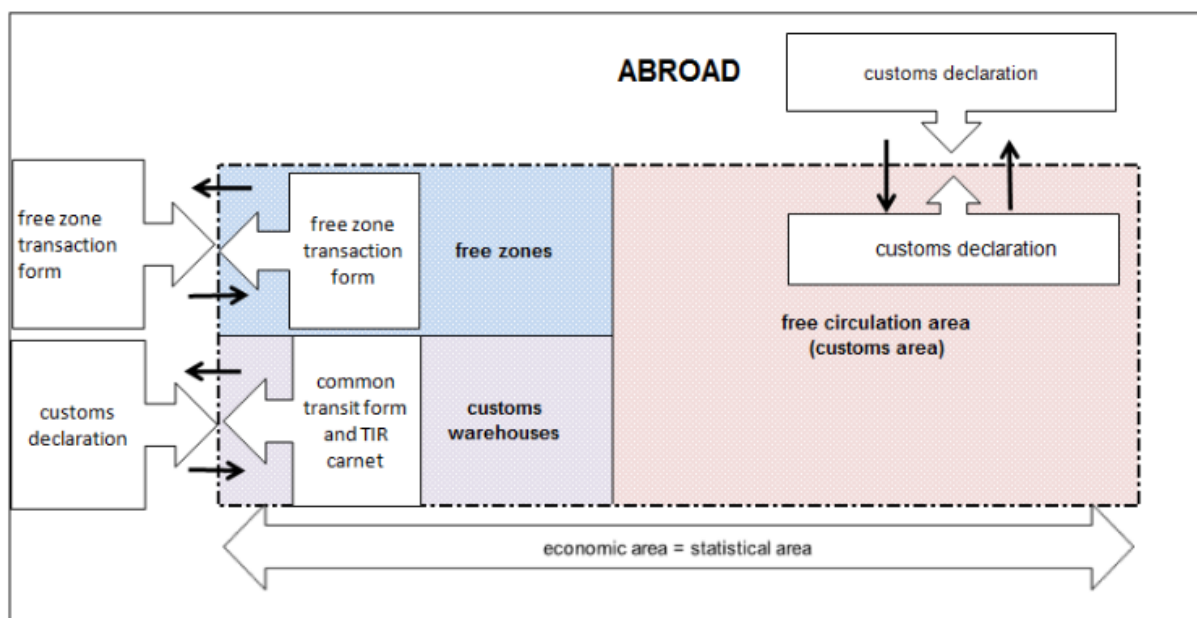 ABROAD
customs declaration
free zone
transaction
form
free zone
transaction
form
free zones
customs declaration
free circulation area
(customs area)
customs
declaration
common
transit form
and TIR
carnet
customs
warehouses
economic area = statistical area